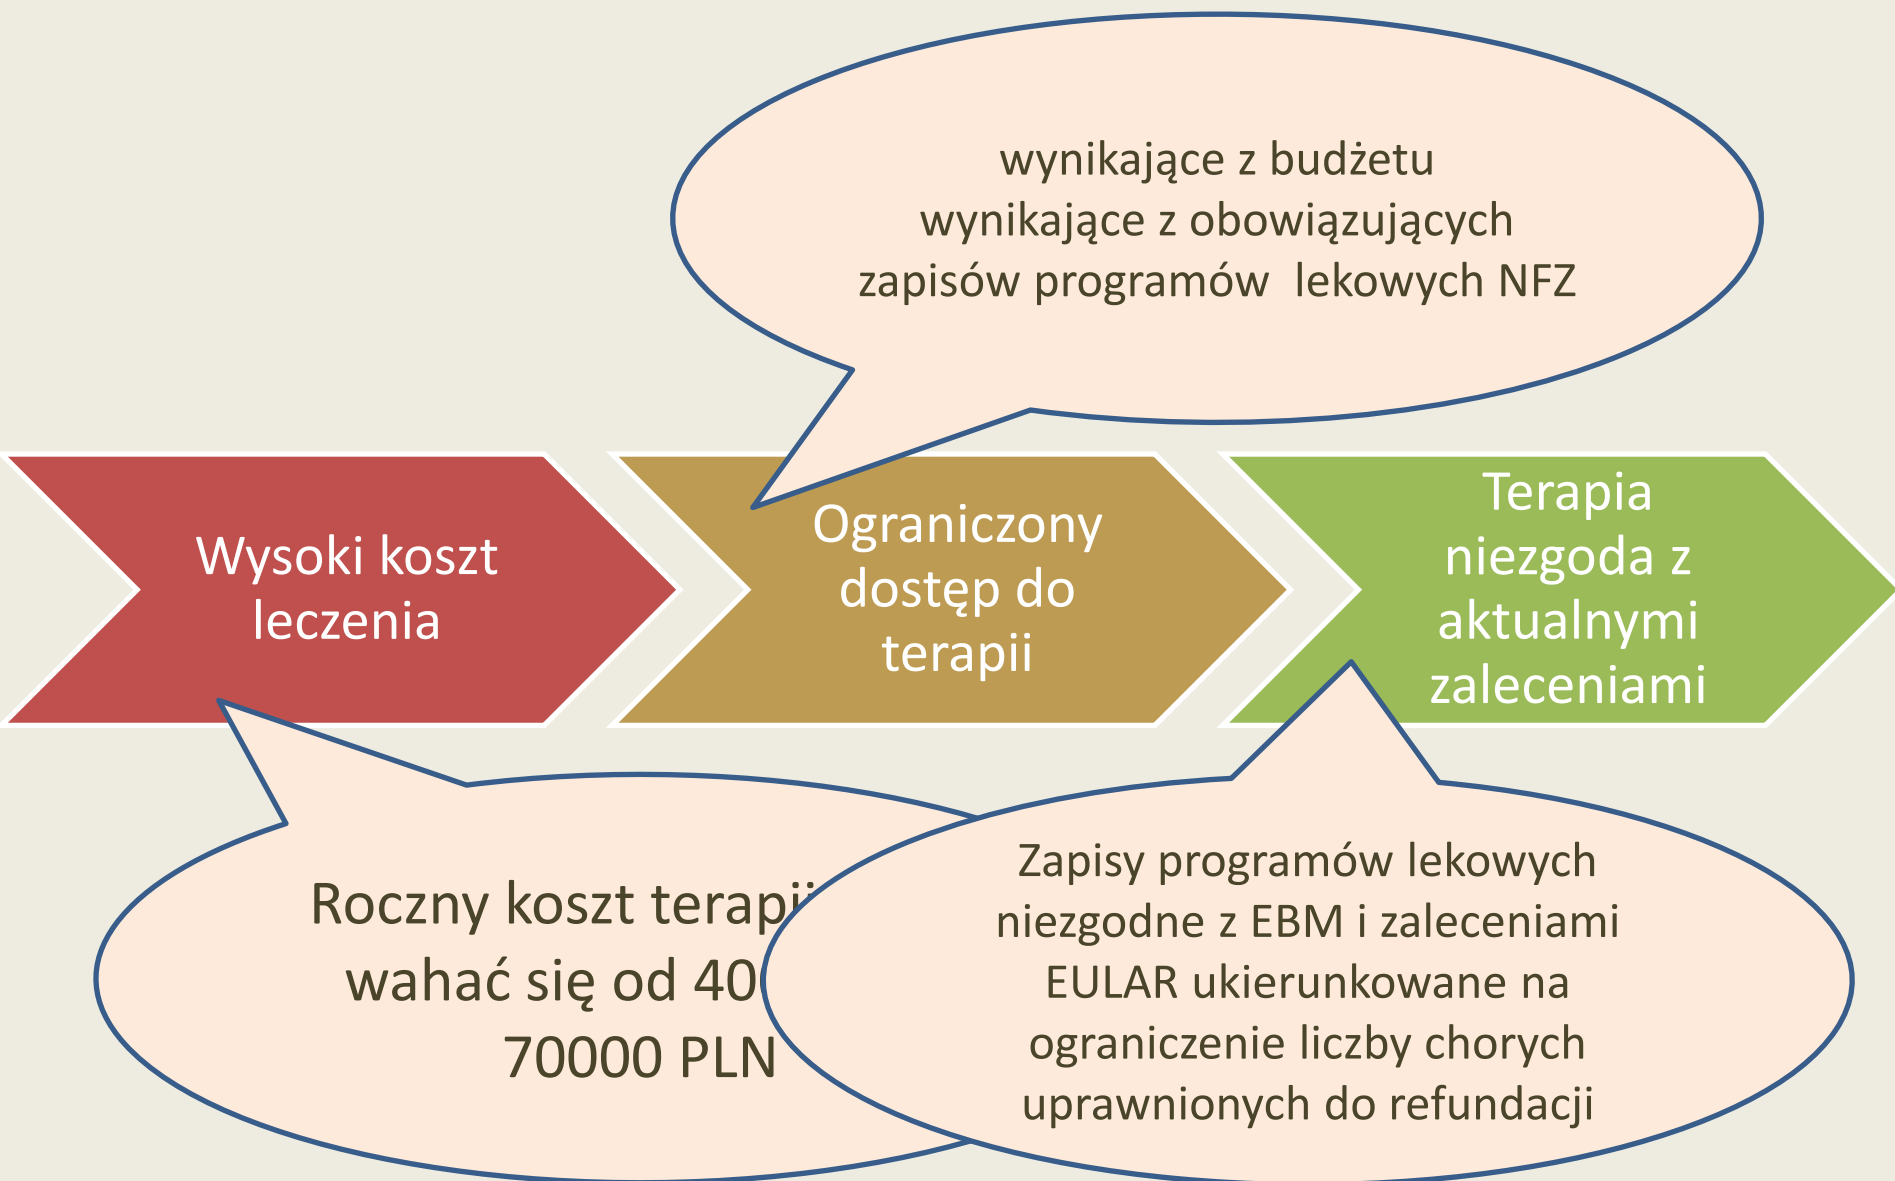 wynikające z budżetu
wynikające z obowiązujących
zapisów programów lekowych NFZ
Wysoki koszt
leczenia
Ograniczony
dostęp do
terapii
Terapia
niezgoda z
aktualnymi
zaleceniami
Roczny koszt terapii
wahać się od 40
70000 PLN
Zapisy programów lekowych
niezgodne z EBM i zaleceniami
EULAR ukierunkowane na
ograniczenie liczby chorych
uprawnionych do refundacji